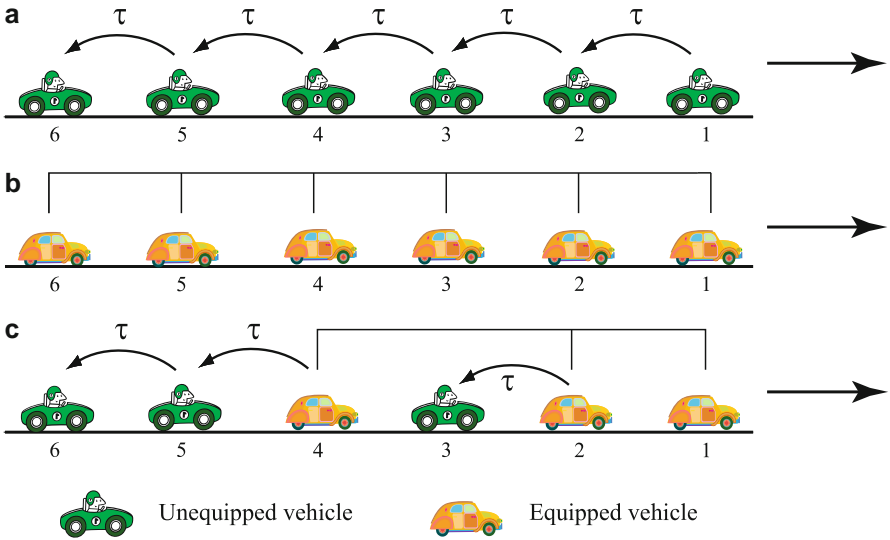 a
τ τ τ τ τ
6 5 4 3 2 1
b
6 5 4 3 2 1
c
τ τ τ
6 5 4 3 2 1
Unequipped vehicle Equipped vehicle